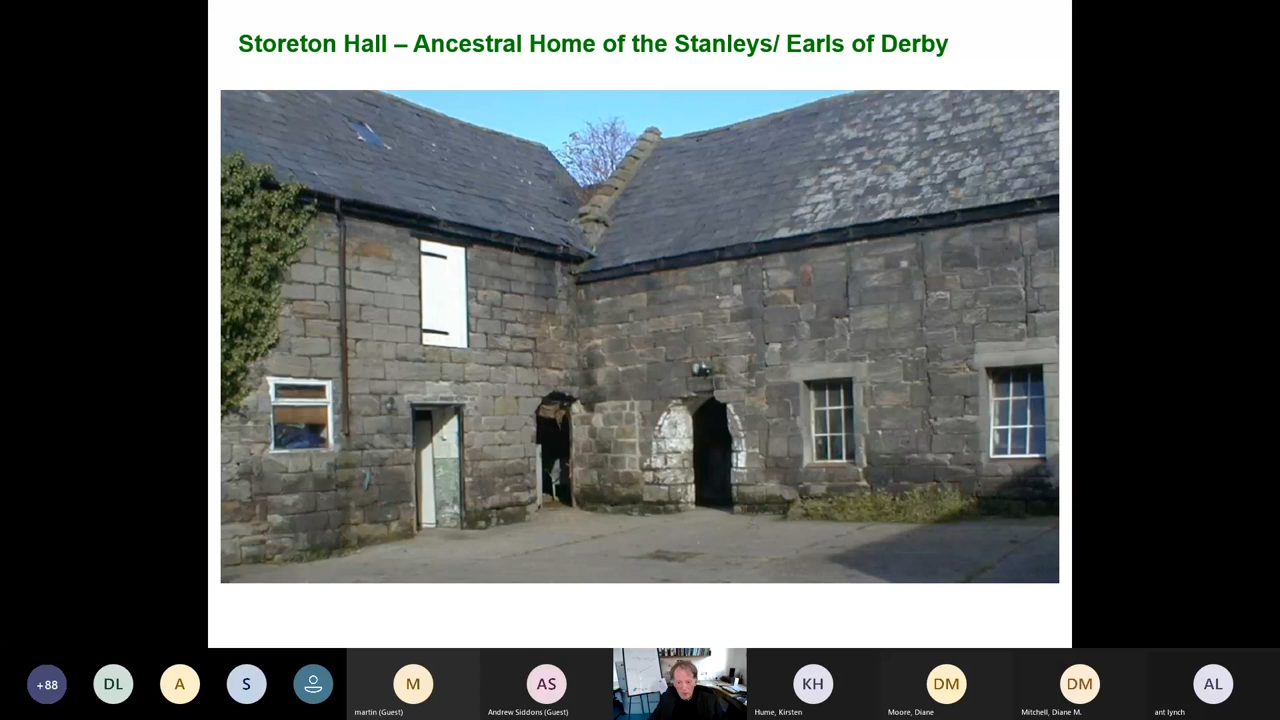 Storeton Hall – Ancestral Home of the Stanleys/ Earls of Derby
+88
DL
A
S
M
AS
KH
DM
DM
AL
martin (Guest)
Andrew Siddons (Guest)
Hume, Kirsten
Moore, Diane
Mitchell, Diane M.
ant lynch